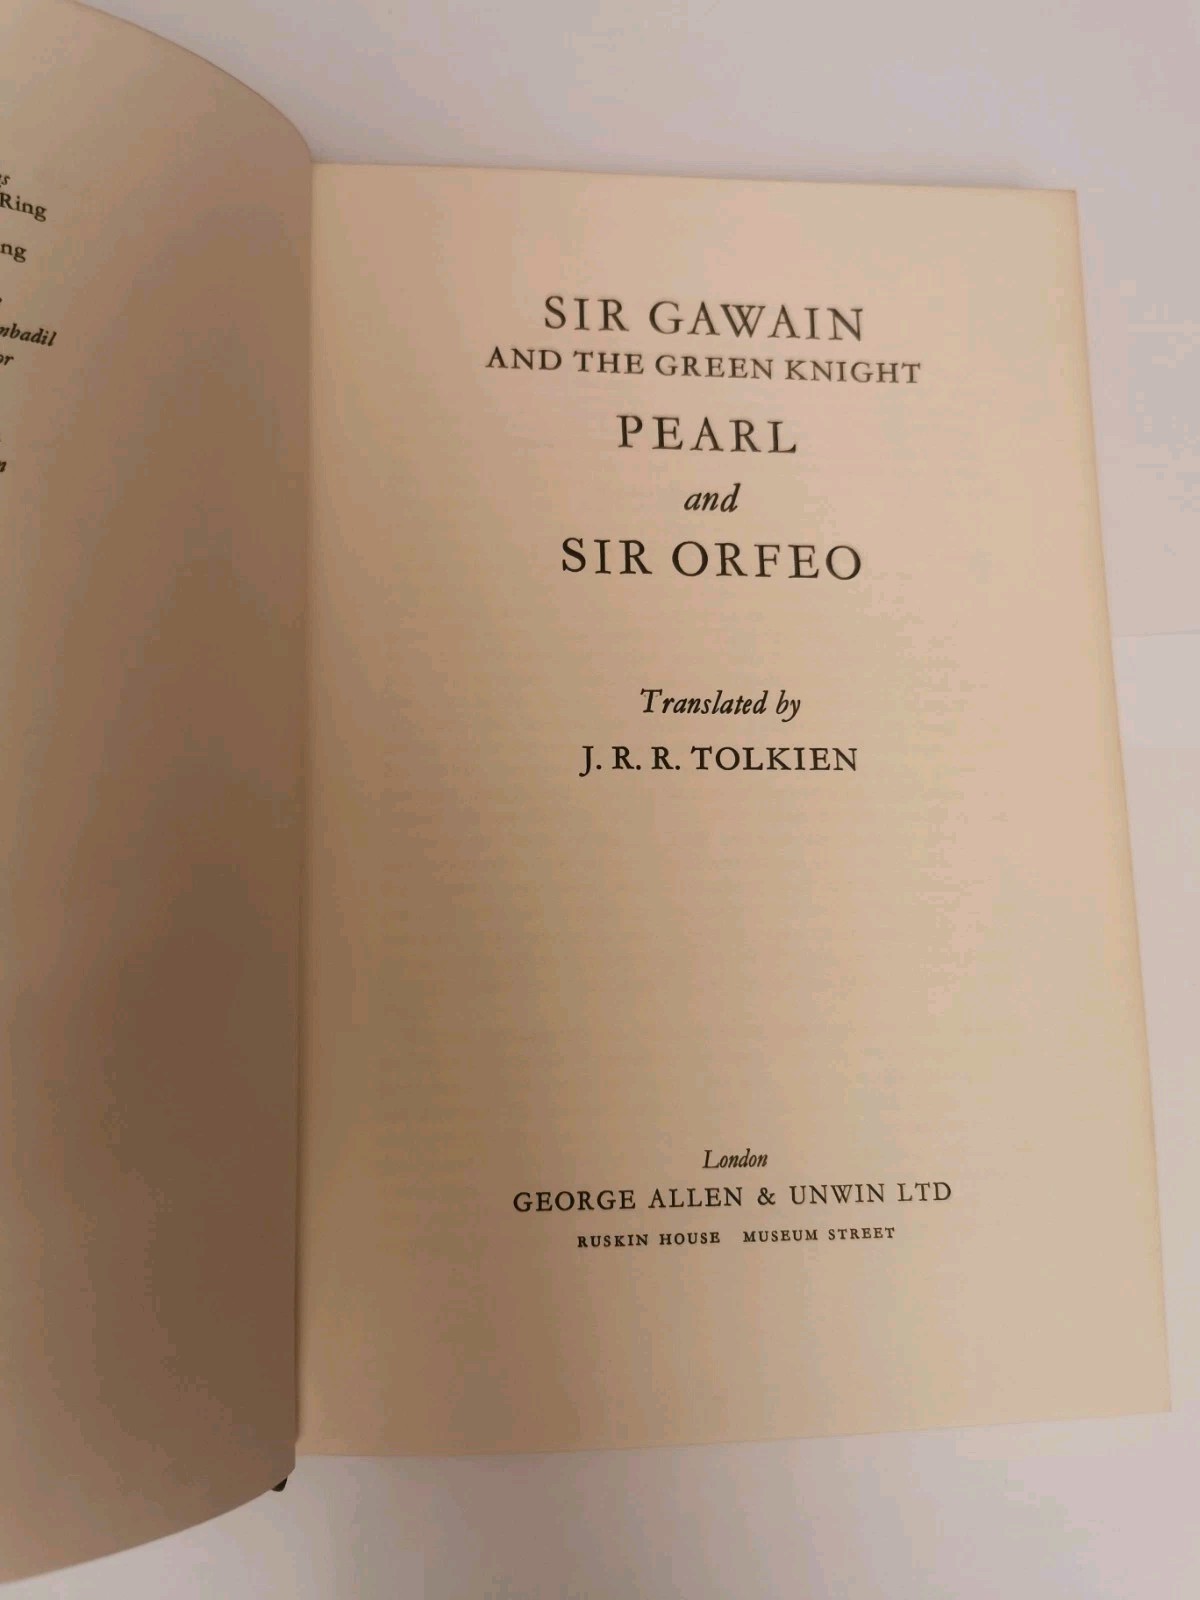 Ring
SIR GAWAIN
AND THE GREEN KNIGHT
PEARL
and
SIR ORFEO
Translated by
J. R. R. TOLKIEN
London
GEORGE ALLEN & UNWIN LTD
RUSKIN HOUSE MUSEUM STREET